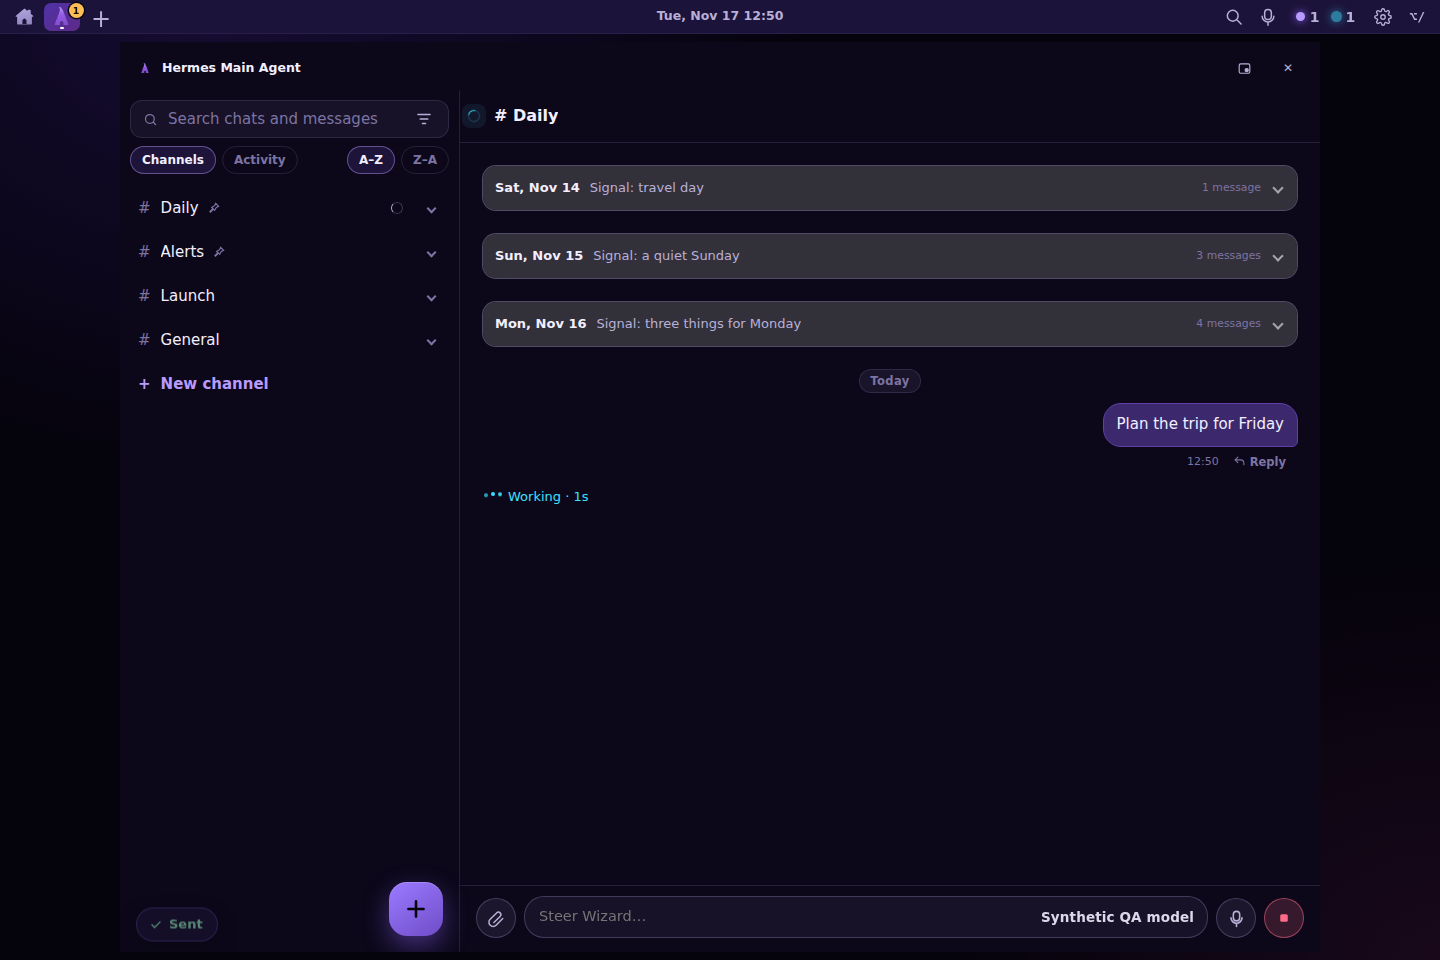 1
Tue, Nov 17 12:50
1
1
⌥/
Hermes Main Agent
Search chats and messages
Channels
Activity
A–Z
Z–A
# Daily
# Alerts
# Launch
# General
+ New channel
Sent
# Daily
Sat, Nov 14 Signal: travel day 1 message
Sun, Nov 15 Signal: a quiet Sunday 3 messages
Mon, Nov 16 Signal: three things for Monday 4 messages
Today
Plan the trip for Friday
12:50 Reply
Working · 1s
Steer Wizard… Synthetic QA model